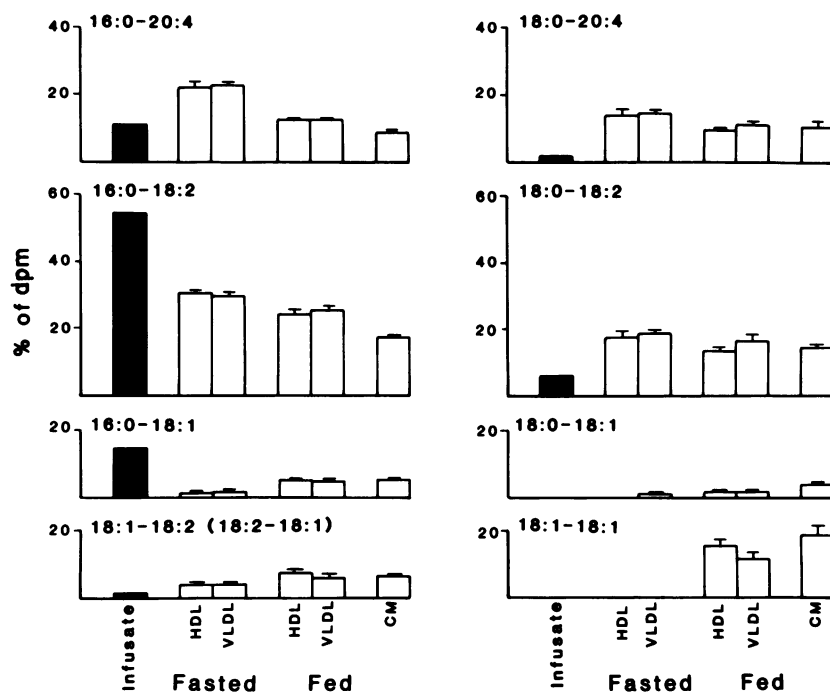 40
16:0-20:4
20
60
16:0-18:2
40
20
20
16:0-18:1
20
18:1-18:2 (18:2-18:1)
% of dpm
Infusate
HDL
VLDL
HDL
VLDL
CM
Fasted
Fed
40
18:0-20:4
20
60
18:0-18:2
40
20
20
18:0-18:1
20
18:1-18:1
Infusate
HDL
VLDL
HDL
VLDL
CM
Fasted
Fed